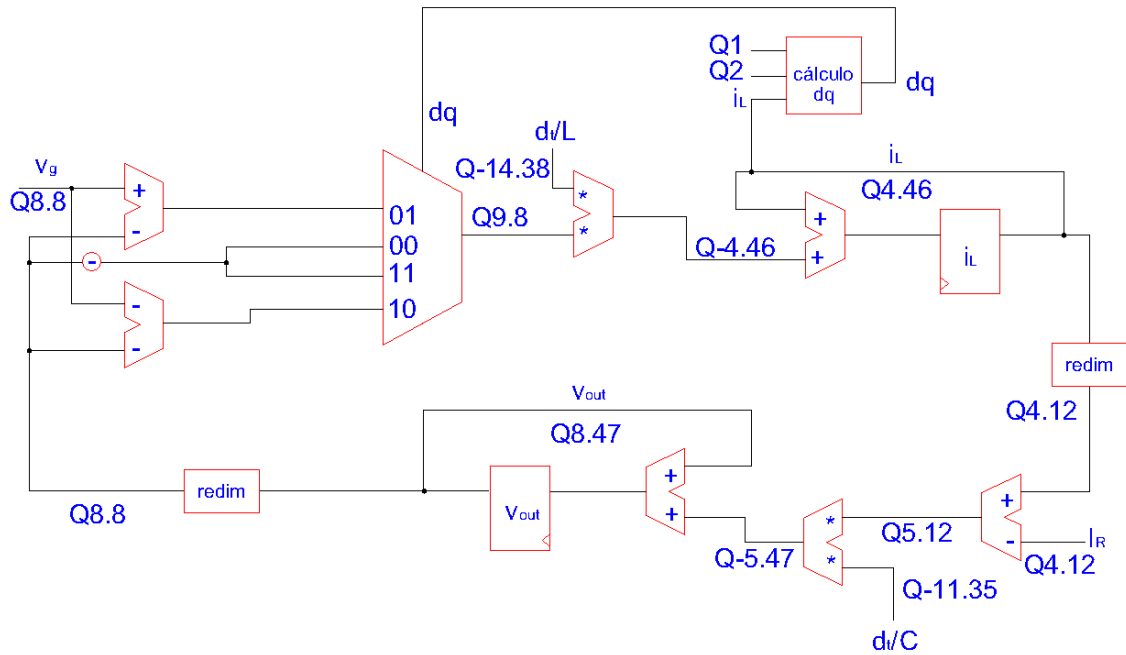 Q1
Q2
iL
cálculo
dq
dq
dq
dt/L
Q-14.38
iL
Q4.46
vg
Q8.8
+
-
01
00
11
10
Q9.8
*
*
+
+
Q-4.46
iL
-
-
-
redim
Q4.12
vout
Q8.47
redim
Q8.8
vout
+
+
Q-5.47
*
*
Q5.12
+
-
IR
Q4.12
Q-11.35
dt/C